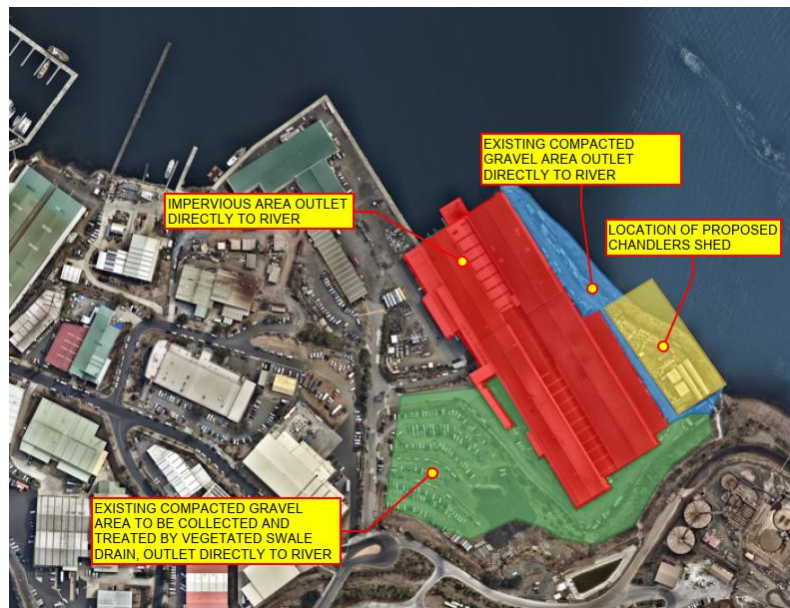 EXISTING COMPACTED
GRAVEL AREA OUTLET
DIRECTLY TO RIVER
IMPERVIOUS AREA OUTLET
DIRECTLY TO RIVER
LOCATION OF PROPOSED
CHANDLERS SHED
EXISTING COMPACTED GRAVEL
AREA TO BE COLLECTED AND
TREATED BY VEGETATED SWALE
DRAIN, OUTLET DIRECTLY TO RIVER